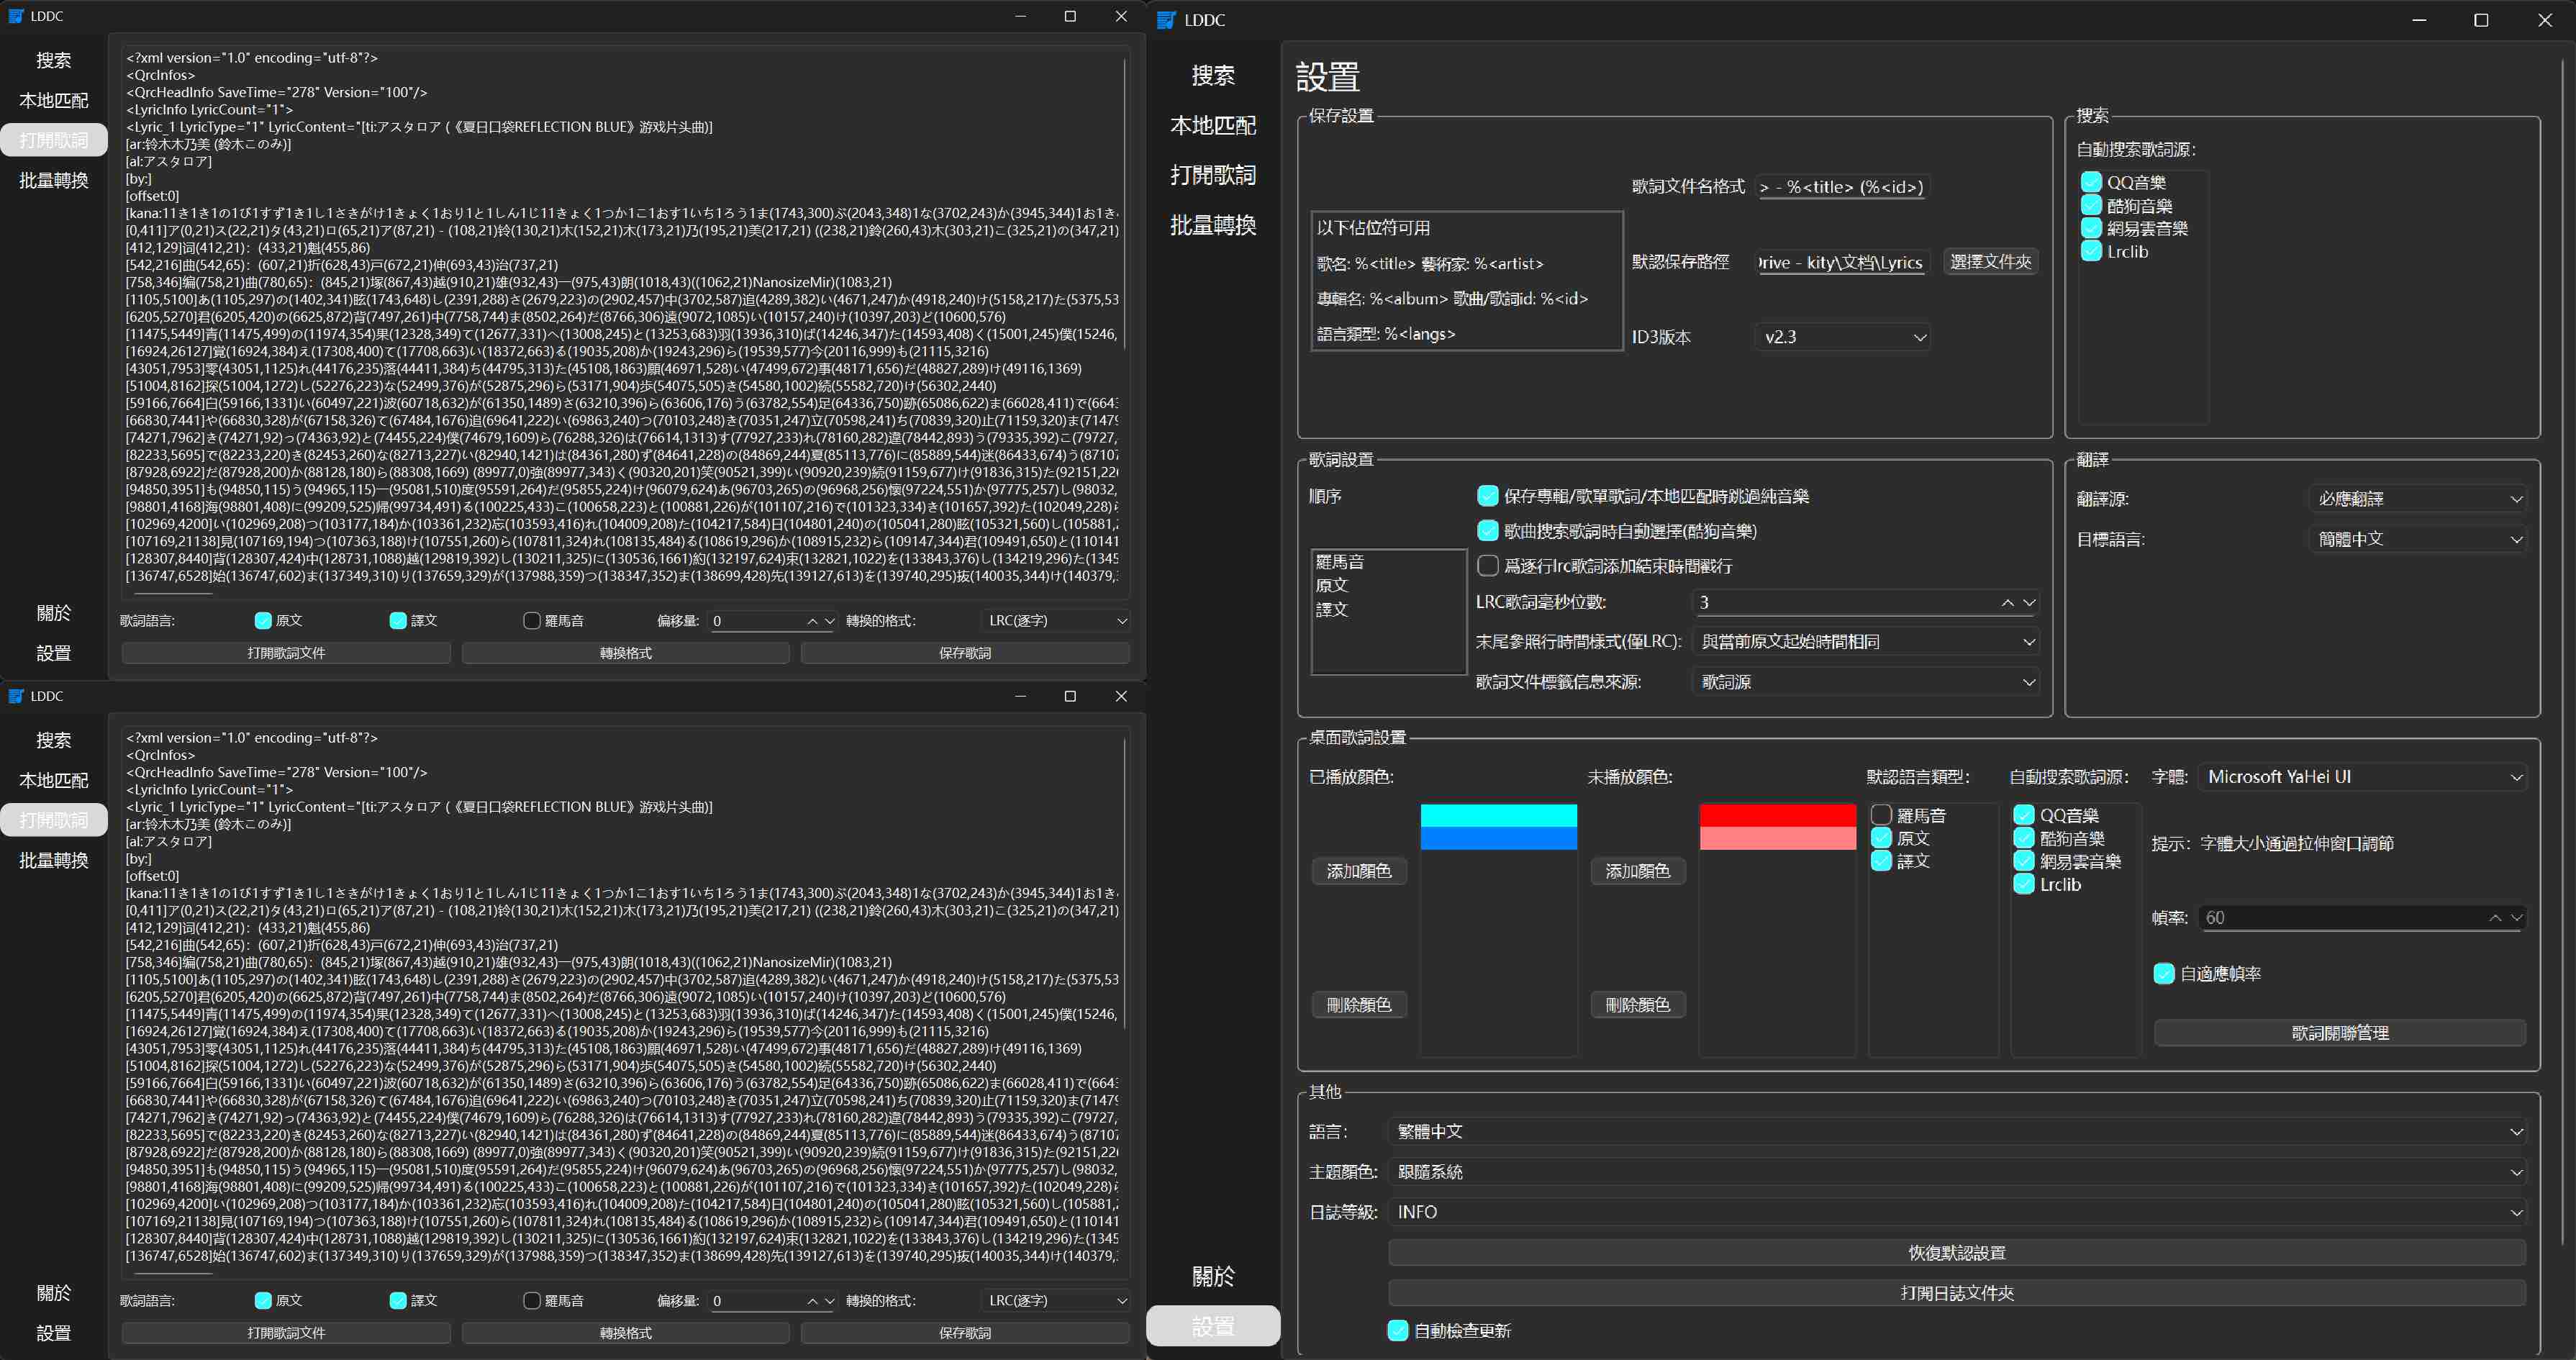 LDDC
搜索
本地匹配
打開歌詞
批量轉換
關於
設置
<?xml version="1.0" encoding="utf-8"?>
<QrcInfos>
<QrcHeadInfo SaveTime="278" Version="100"/>
<LyricInfo LyricCount="1">
<Lyric_1 LyricType="1" LyricContent="[ti:アスタロア (《夏日口袋REFLECTION BLUE》游戏片头曲)]
[ar:铃木木乃美 (鈴木このみ)]
[al:アスタロア]
[by:]
[offset:0]
[kana:11き1き1の1び1すず1き1し1さきがけ1きょく1おり1と1しん1じ11きょく1つか1こ1おす1いち1ろう1ま(1743,300)ぶ(2043,348)1な(3702,243)か(3945,344)1お1き
[0,411]ア(0,21)ス(22,21)タ(43,21)ロ(65,21)ア(87,21) - (108,21)铃(130,21)木(152,21)木(173,21)乃(195,21)美(217,21) ((238,21)鈴(260,43)木(303,21)こ(325,21)の(347,21)
[412,129]词(412,21)：(433,21)魁(455,86)
[542,216]曲(542,65)：(607,21)折(628,43)戸(672,21)伸(693,43)治(737,21)
[758,346]编(758,21)曲(780,65)：(845,21)塚(867,43)越(910,21)雄(932,43)一(975,43)朗(1018,43)((1062,21)NanosizeMir)(1083,21)
[1105,5100]あ(1105,297)の(1402,341)眩(1743,648)し(2391,288)さ(2679,223)の(2902,457)中(3702,587)追(4289,382)い(4671,247)か(4918,240)け(5158,217)た(5375,53
[6205,5270]君(6205,420)の(6625,872)背(7497,261)中(7758,744)ま(8502,264)だ(8766,306)遠(9072,1085)い(10157,240)け(10397,203)ど(10600,576)
[11475,5449]青(11475,499)の(11974,354)果(12328,349)て(12677,331)へ(13008,245)と(13253,683)羽(13936,310)ば(14246,347)た(14593,408)く(15001,245)僕(15246,
[16924,26127]覚(16924,384)え(17308,400)て(17708,663)い(18372,663)る(19035,208)か(19243,296)ら(19539,577)今(20116,999)も(21115,3216)
[43051,7953]零(43051,1125)れ(44176,235)落(44411,384)ち(44795,313)た(45108,1863)願(46971,528)い(47499,672)事(48171,656)だ(48827,289)け(49116,1369)
[51004,8162]探(51004,1272)し(52276,223)な(52499,376)が(52875,296)ら(53171,904)歩(54075,505)き(54580,1002)続(55582,720)け(56302,2440)
[59166,7664]白(59166,1331)い(60497,221)波(60718,632)が(61350,1489)さ(63210,396)ら(63606,176)う(63782,554)足(64336,750)跡(65086,622)ま(66028,411)で(664
[66830,7441]や(66830,328)が(67158,326)て(67484,1676)追(69641,222)い(69863,240)つ(70103,248)き(70351,247)立(70598,241)ち(70839,320)止(71159,320)ま(7147
[74271,7962]き(74271,92)っ(74363,92)と(74455,224)僕(74679,1609)ら(76288,326)は(76614,1313)す(77927,233)れ(78160,282)違(78442,893)う(79335,392)こ(79727,
[82233,5695]で(82233,220)き(82453,260)な(82713,227)い(82940,1421)は(84361,280)ず(84641,228)の(84869,244)夏(85113,776)に(85889,544)迷(86433,674)う(87107
[87928,6922]だ(87928,200)か(88128,180)ら(88308,1669) (89977,0)強(89977,343)く(90320,201)笑(90521,399)い(90920,239)続(91159,677)け(91836,315)た(92151,22
[94850,3951]も(94850,115)う(94965,115)一(95081,510)度(95591,264)だ(95855,224)け(96079,624)あ(96703,265)の(96968,256)懐(97224,551)か(97775,257)し(98032,
[98801,4168]海(98801,408)に(99209,525)帰(99734,491)る(100225,433)こ(100658,223)と(100881,226)が(101107,216)で(101323,334)き(101657,392)た(102049,228)
[102969,4200]い(102969,208)つ(103177,184)か(103361,232)忘(103593,416)れ(104009,208)た(104217,584)日(104801,240)の(105041,280)眩(105321,560)し(105881,
[107169,21138]見(107169,194)つ(107363,188)け(107551,260)ら(107811,324)れ(108135,484)る(108619,296)か(108915,232)ら(109147,344)君(109491,650)と(11014
[128307,8440]背(128307,424)中(128731,1088)越(129819,392)し(130211,325)に(130536,1661)約(132197,624)束(132821,1022)を(133843,376)し(134219,296)た(1345
[136747,6528]始(136747,602)ま(137349,310)り(137659,329)が(137988,359)つ(138347,352)ま(138699,428)先(139127,613)を(139740,295)抜(140035,344)け(140379,
歌詞語言: 原文 譯文 羅馬音 偏移量: 0 轉換的格式: LRC(逐字)
打開歌詞文件 轉換格式 保存歌詞
LDDC
搜索
本地匹配
打開歌詞
批量轉換
關於
設置
<?xml version="1.0" encoding="utf-8"?>
<QrcInfos>
<QrcHeadInfo SaveTime="278" Version="100"/>
<LyricInfo LyricCount="1">
<Lyric_1 LyricType="1" LyricContent="[ti:アスタロア (《夏日口袋REFLECTION BLUE》游戏片头曲)]
[ar:铃木木乃美 (鈴木このみ)]
[al:アスタロア]
[by:]
[offset:0]
[kana:11き1き1の1び1すず1き1し1さきがけ1きょく1おり1と1しん1じ11きょく1つか1こ1おす1いち1ろう1ま(1743,300)ぶ(2043,348)1な(3702,243)か(3945,344)1お1き
[0,411]ア(0,21)ス(22,21)タ(43,21)ロ(65,21)ア(87,21) - (108,21)铃(130,21)木(152,21)木(173,21)乃(195,21)美(217,21) ((238,21)鈴(260,43)木(303,21)こ(325,21)の(347,21)
[412,129]词(412,21)：(433,21)魁(455,86)
[542,216]曲(542,65)：(607,21)折(628,43)戸(672,21)伸(693,43)治(737,21)
[758,346]编(758,21)曲(780,65)：(845,21)塚(867,43)越(910,21)雄(932,43)一(975,43)朗(1018,43)((1062,21)NanosizeMir)(1083,21)
[1105,5100]あ(1105,297)の(1402,341)眩(1743,648)し(2391,288)さ(2679,223)の(2902,457)中(3702,587)追(4289,382)い(4671,247)か(4918,240)け(5158,217)た(5375,53
[6205,5270]君(6205,420)の(6625,872)背(7497,261)中(7758,744)ま(8502,264)だ(8766,306)遠(9072,1085)い(10157,240)け(10397,203)ど(10600,576)
[11475,5449]青(11475,499)の(11974,354)果(12328,349)て(12677,331)へ(13008,245)と(13253,683)羽(13936,310)ば(14246,347)た(14593,408)く(15001,245)僕(15246,
[16924,26127]覚(16924,384)え(17308,400)て(17708,663)い(18372,663)る(19035,208)か(19243,296)ら(19539,577)今(20116,999)も(21115,3216)
[43051,7953]零(43051,1125)れ(44176,235)落(44411,384)ち(44795,313)た(45108,1863)願(46971,528)い(47499,672)事(48171,656)だ(48827,289)け(49116,1369)
[51004,8162]探(51004,1272)し(52276,223)な(52499,376)が(52875,296)ら(53171,904)歩(54075,505)き(54580,1002)続(55582,720)け(56302,2440)
[59166,7664]白(59166,1331)い(60497,221)波(60718,632)が(61350,1489)さ(63210,396)ら(63606,176)う(63782,554)足(64336,750)跡(65086,622)ま(66028,411)で(664
[66830,7441]や(66830,328)が(67158,326)て(67484,1676)追(69641,222)い(69863,240)つ(70103,248)き(70351,247)立(70598,241)ち(70839,320)止(71159,320)ま(7147
[74271,7962]き(74271,92)っ(74363,92)と(74455,224)僕(74679,1609)ら(76288,326)は(76614,1313)す(77927,233)れ(78160,282)違(78442,893)う(79335,392)こ(79727,
[82233,5695]で(82233,220)き(82453,260)な(82713,227)い(82940,1421)は(84361,280)ず(84641,228)の(84869,244)夏(85113,776)に(85889,544)迷(86433,674)う(87107
[87928,6922]だ(87928,200)か(88128,180)ら(88308,1669) (89977,0)強(89977,343)く(90320,201)笑(90521,399)い(90920,239)続(91159,677)け(91836,315)た(92151,22
[94850,3951]も(94850,115)う(94965,115)一(95081,510)度(95591,264)だ(95855,224)け(96079,624)あ(96703,265)の(96968,256)懐(97224,551)か(97775,257)し(98032,
[98801,4168]海(98801,408)に(99209,525)帰(99734,491)る(100225,433)こ(100658,223)と(100881,226)が(101107,216)で(101323,334)き(101657,392)た(102049,228)
[102969,4200]い(102969,208)つ(103177,184)か(103361,232)忘(103593,416)れ(104009,208)た(104217,584)日(104801,240)の(105041,280)眩(105321,560)し(105881,
[107169,21138]見(107169,194)つ(107363,188)け(107551,260)ら(107811,324)れ(108135,484)る(108619,296)か(108915,232)ら(109147,344)君(109491,650)と(11014
[128307,8440]背(128307,424)中(128731,1088)越(129819,392)し(130211,325)に(130536,1661)約(132197,624)束(132821,1022)を(133843,376)し(134219,296)た(1345
[136747,6528]始(136747,602)ま(137349,310)り(137659,329)が(137988,359)つ(138347,352)ま(138699,428)先(139127,613)を(139740,295)抜(140035,344)け(140379,
歌詞語言: 原文 譯文 羅馬音 偏移量: 0 轉換的格式: LRC(逐字)
打開歌詞文件 轉換格式 保存歌詞
LDDC
搜索
本地匹配
打開歌詞
批量轉換
關於
設置
設置
保存設置
以下佔位符可用
歌名: %<title> 藝術家: %<artist>
專輯名: %<album> 歌曲/歌詞id: %<id>
語言類型: %<langs>
歌詞文件名格式 > - %<title> (%<id>)
默認保存路徑 rive - kity\文档\Lyrics 選擇文件夾
ID3版本 v2.3
搜索
自動搜索歌詞源:
QQ音樂
酷狗音樂
網易雲音樂
Lrclib
歌詞設置
順序
羅馬音
原文
譯文
保存專輯/歌單歌詞/本地匹配時跳過純音樂
歌曲搜索歌詞時自動選擇(酷狗音樂)
爲逐行lrc歌詞添加結束時間戳行
LRC歌詞毫秒位數: 3
末尾參照行時間樣式(僅LRC): 與當前原文起始時間相同
歌詞文件標籤信息來源: 歌詞源
翻譯
翻譯源: 必應翻譯
目標語言: 簡體中文
桌面歌詞設置
已播放顏色:
添加顏色
刪除顏色
未播放顏色:
添加顏色
刪除顏色
默認語言類型:
羅馬音
原文
譯文
自動搜索歌詞源:
QQ音樂
酷狗音樂
網易雲音樂
Lrclib
字體: Microsoft YaHei UI
提示: 字體大小通過拉伸窗口調節
幀率: 60
自適應幀率
歌詞關聯管理
其他
語言: 繁體中文
主題顏色: 跟隨系統
日誌等級: INFO
恢復默認設置
打開日誌文件夾
自動檢查更新